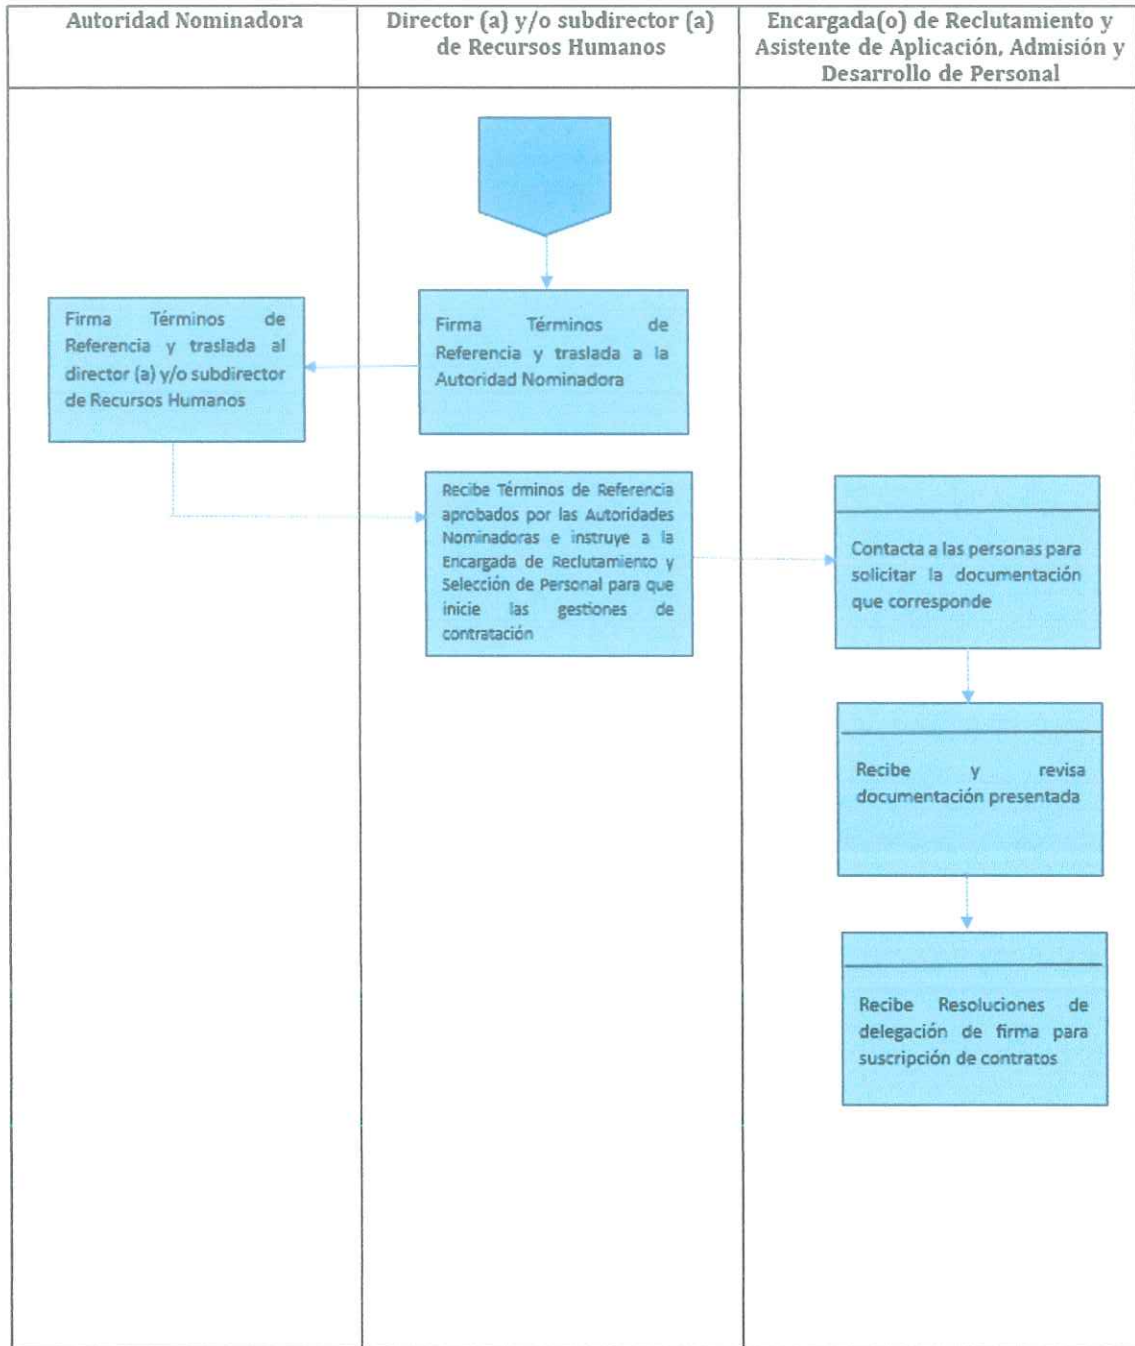 Autoridad Nominadora
Director (a) y/o subdirector (a)
de Recursos Humanos
Encargada(o) de Reclutamiento y
Asistente de Aplicación, Admisión y
Desarrollo de Personal
Firma Términos de
Referencia y traslada a la
Autoridad Nominadora
Firma Términos de
Referencia y traslada al
director (a) y/o subdirector
de Recursos Humanos
Recibe Términos de Referencia
aprobados por las Autoridades
Nominadoras e instruye a la
Encargada de Reclutamiento y
Selección de Personal para que
inicie las gestiones de
contratación
Contacta a las personas para
solicitar la documentación
que corresponde
Recibe y revisa
documentación presentada
Recibe Resoluciones de
delegación de firma para
suscripción de contratos